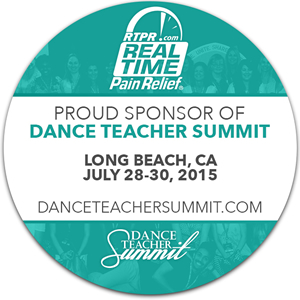 RTPR.com
REAL
TIME
Pain Relief
PROUD SPONSOR OF
DANCE TEACHER SUMMIT
LONG BEACH, CA
JULY 28-30, 2015
DANCETEACHERSUMMIT.COM
DANCE
TEACHER
Summit